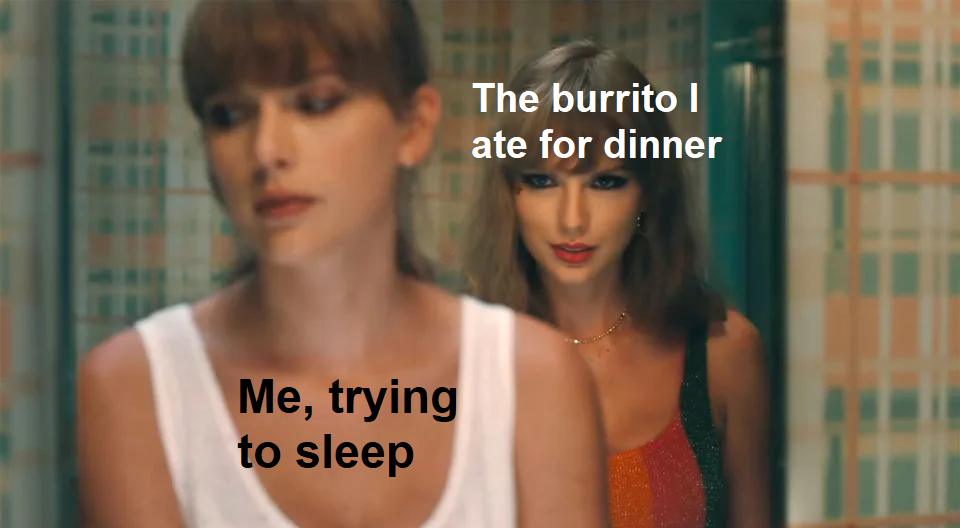 The burrito I
ate for dinner
Me, trying
to sleep